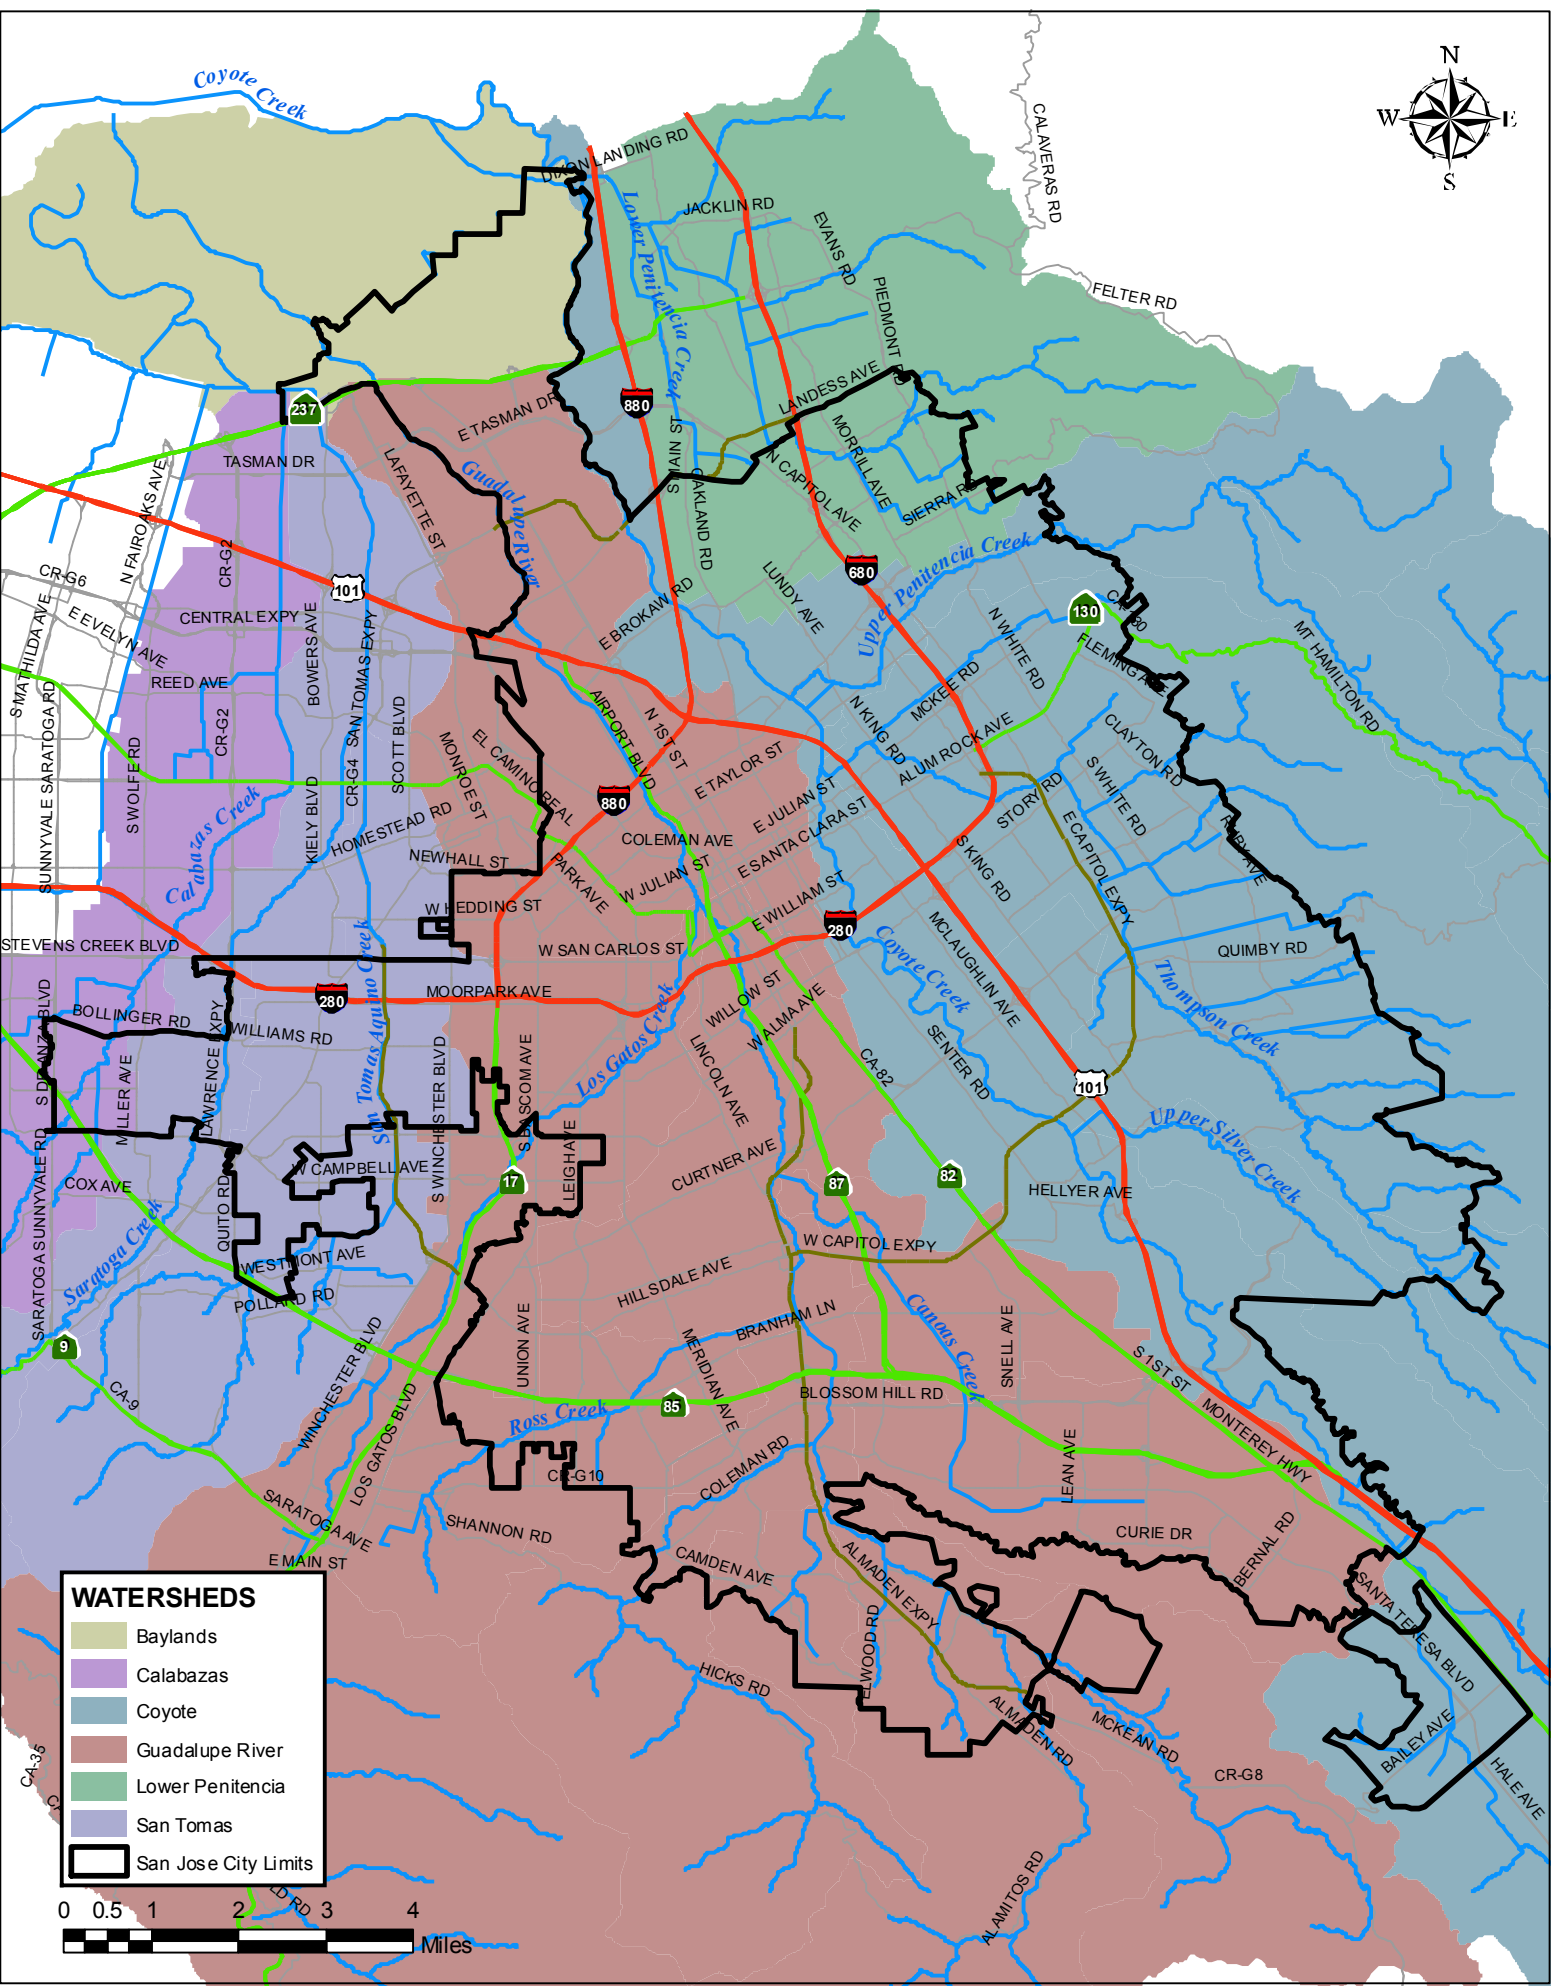 N
W
E
S
Coyote Creek
DIXON LANDING RD
CALAVERAS RD
Lower Penitencia Creek
JACKLIN RD
EVANS RD
PIEDMONT RD
FELTER RD
237
880
E TASMAN DR
LANDESS AVE
TASMAN DR
LAFAYETTE ST
Guadalupe River
S MAIN ST
OAKLAND RD
N CAPITOL AVE
MORRILL AVE
SIERRA RD
N FAIROAKS AVE
CR-G2
101
680
Upper Penitencia Creek
130
CR-G6
S MATHILDA AVE
E EVELYN AVE
CENTRAL EXPY
BOWERS AVE
SAN TOMAS EXPY
E BROKAW RD
LUNDY AVE
N WHITE RD
FLEMING AVE
MT HAMILTON RD
REED AVE
CR-G2
SUNNYVALE SARATOGA RD
S WOLFE RD
CR-G4
SCOTT BLVD
MONROE ST
EL CAMINO REAL
AIRPORT BLVD
N 1ST ST
E TAYLOR ST
N KING RD
MCKEE RD
ALUM ROCK AVE
CLAYTON RD
S WHITE RD
STORY RD
Calabazas Creek
KIELY BLVD
HOMESTEAD RD
880
COLEMAN AVE
E JULIAN ST
E SANTA CLARA ST
NEWHALL ST
PARK AVE
W JULIAN ST
S KING RD
E CAPITOL EXPY
RUBY AVE
W HEDDING ST
E WILLIAM ST
280
STEVENS CREEK BLVD
W SAN CARLOS ST
MCLAUGHLIN AVE
QUIMBY RD
280
MOORPARK AVE
Coyote Creek
Thompson Creek
BOLLINGER RD
WILLIAMS RD
WILLOW ST
W ALMA AVE
S DE ANZA BLVD
MILLER AVE
LAWRENCE EXPY
San Tomas Aquino Creek
S WINCHESTER BLVD
S BASCOM AVE
Los Gatos Creek
LINCOLN AVE
CA-82
SENTER RD
101
Upper Silver Creek
LEIGH AVE
CURTNER AVE
W CAMPBELL AVE
17
87
82
HELLYER AVE
COX AVE
QUITO RD
SARATOGA SUNNYVALE RD
Saratoga Creek
WESTMONT AVE
POLLARD RD
W CAPITOL EXPY
HILLSDALE AVE
BRANHAM LN
Canoas Creek
9
CA-9
WINCHESTER BLVD
LOS GATOS BLVD
UNION AVE
MERIDIAN AVE
SNELL AVE
S 1ST ST
Ross Creek
85
BLOSSOM HILL RD
MONTEREY HWY
CR-G10
COLEMAN RD
LEAN AVE
SARATOGA AVE
SHANNON RD
CURIE DR
BERNAL RD
E MAIN ST
CAMDEN AVE
ALMADEN EXPY
SANTA TERESA BLVD
ELWOOD RD
HICKS RD
ALMADEN RD
MCKEAN RD
BAILEY AVE
HALE AVE
CR-G8
CA-35
ALAMITOS RD
WATERSHEDS
Baylands
Calabazas
Coyote
Guadalupe River
Lower Penitencia
San Tomas
San Jose City Limits
0 0.5 1 2 3 4
Miles